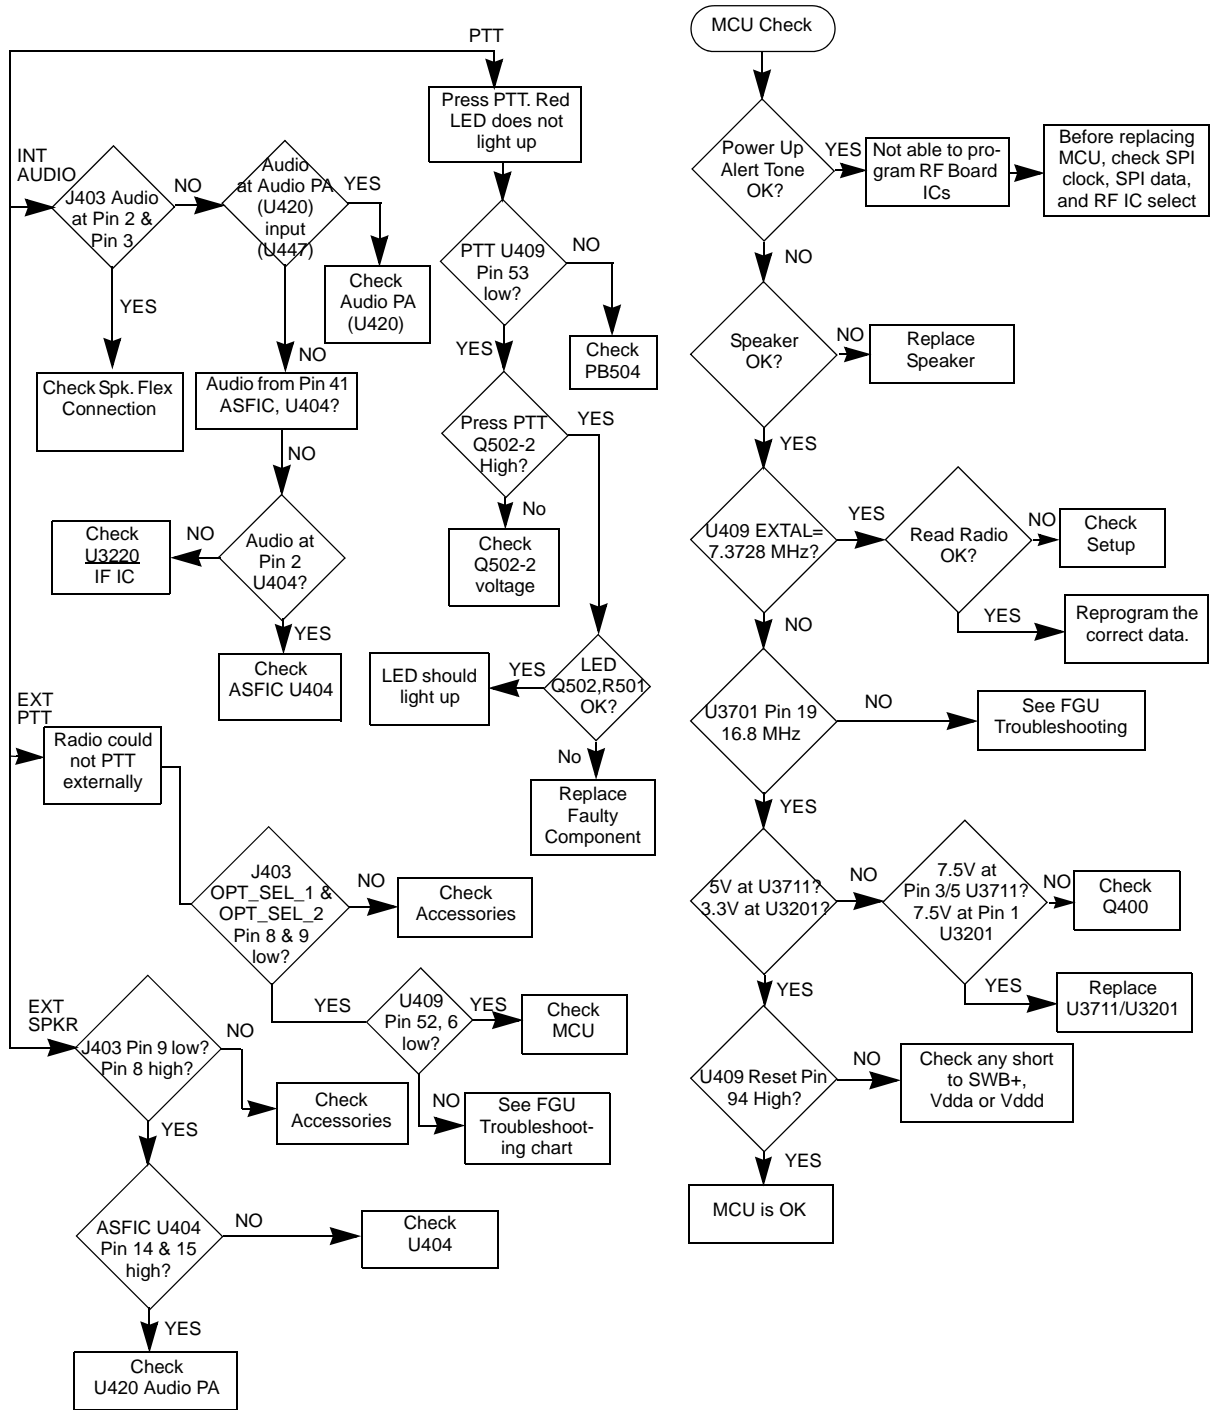 PTT
Press PTT. Red
LED does not
light up
INT
AUDIO
J403 Audio
at Pin 2 &
Pin 3
NO
Audio
at Audio PA
(U420)
input
(U447)
YES
Check
Audio PA
(U420)
YES
Check Spk. Flex
Connection
NO
Audio from Pin 41
ASFIC, U404?
NO
Audio at
Pin 2
U404?
NO
Check
U3220
IF IC
YES
Check
ASFIC U404
PTT U409
Pin 53
low?
NO
Check
PB504
YES
Press PTT
Q502-2
High?
YES
No
Check
Q502-2
voltage
LED
Q502,R501
OK?
YES
LED should
light up
No
Replace
Faulty
Component
EXT
PTT
Radio could
not PTT
externally
J403
OPT_SEL_1 &
OPT_SEL_2
Pin 8 & 9
low?
NO
Check
Accessories
YES
U409
Pin 52, 6
low?
YES
Check
MCU
NO
See FGU
Troubleshoot-
ing chart
EXT
SPKR
J403 Pin 9 low?
Pin 8 high?
NO
Check
Accessories
YES
ASFIC U404
Pin 14 & 15
high?
NO
Check
U404
YES
Check
U420 Audio PA
MCU Check
Power Up
Alert Tone
OK?
YES
Not able to pro-
gram RF Board
ICs
Before replacing
MCU, check SPI
clock, SPI data,
and RF IC select
NO
Speaker
OK?
NO
Replace
Speaker
YES
U409 EXTAL=
7.3728 MHz?
YES
Read Radio
OK?
NO
Check
Setup
YES
Reprogram the
correct data.
NO
U3701 Pin 19
16.8 MHz
NO
See FGU
Troubleshooting
YES
5V at U3711?
3.3V at U3201?
NO
7.5V at
Pin 3/5 U3711?
7.5V at Pin 1
U3201
NO
Check
Q400
YES
Replace
U3711/U3201
YES
U409 Reset Pin
94 High?
NO
Check any short
to SWB+,
Vdda or Vddd
YES
MCU is OK